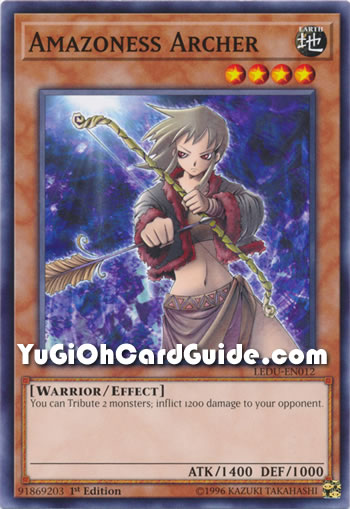 AMAZONESS ARCHER
EARTH
地
YUGIOHCARDGUIDE.COM
LEDU-EN012
[WARRIOR/EFFECT]
You can Tribute 2 monsters; inflict 1200 damage to your opponent.
ATK/1400 DEF/1000
91869203 1st Edition ©1996 KAZUKI TAKAHASHI